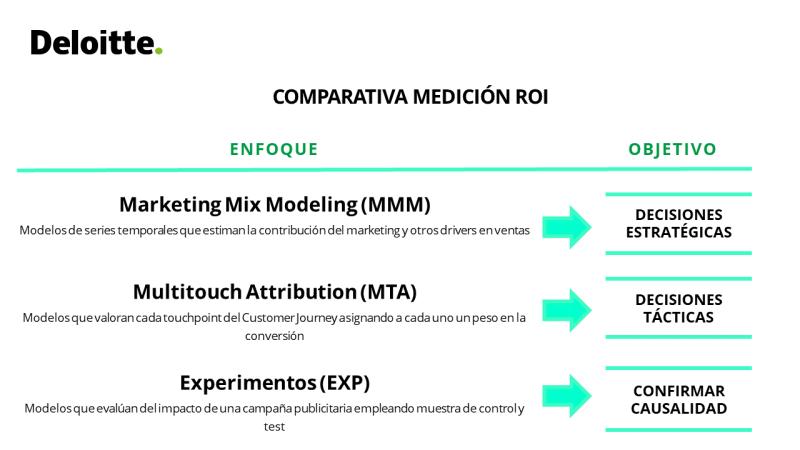 Deloitte.
COMPARATIVA MEDICIÓN ROI
ENFOQUE
OBJETIVO
Marketing Mix Modeling (MMM)
Modelos de series temporales que estiman la contribución del marketing y otros drivers en ventas
DECISIONES
ESTRATÉGICAS
Multitouch Attribution (MTA)
Modelos que valoran cada touchpoint del Customer Journey asignando a cada uno un peso en la
conversión
DECISIONES
TÁCTICAS
Experimentos (EXP)
Modelos que evalúan del impacto de una campaña publicitaria empleando muestra de control y
test
CONFIRMAR
CAUSALIDAD